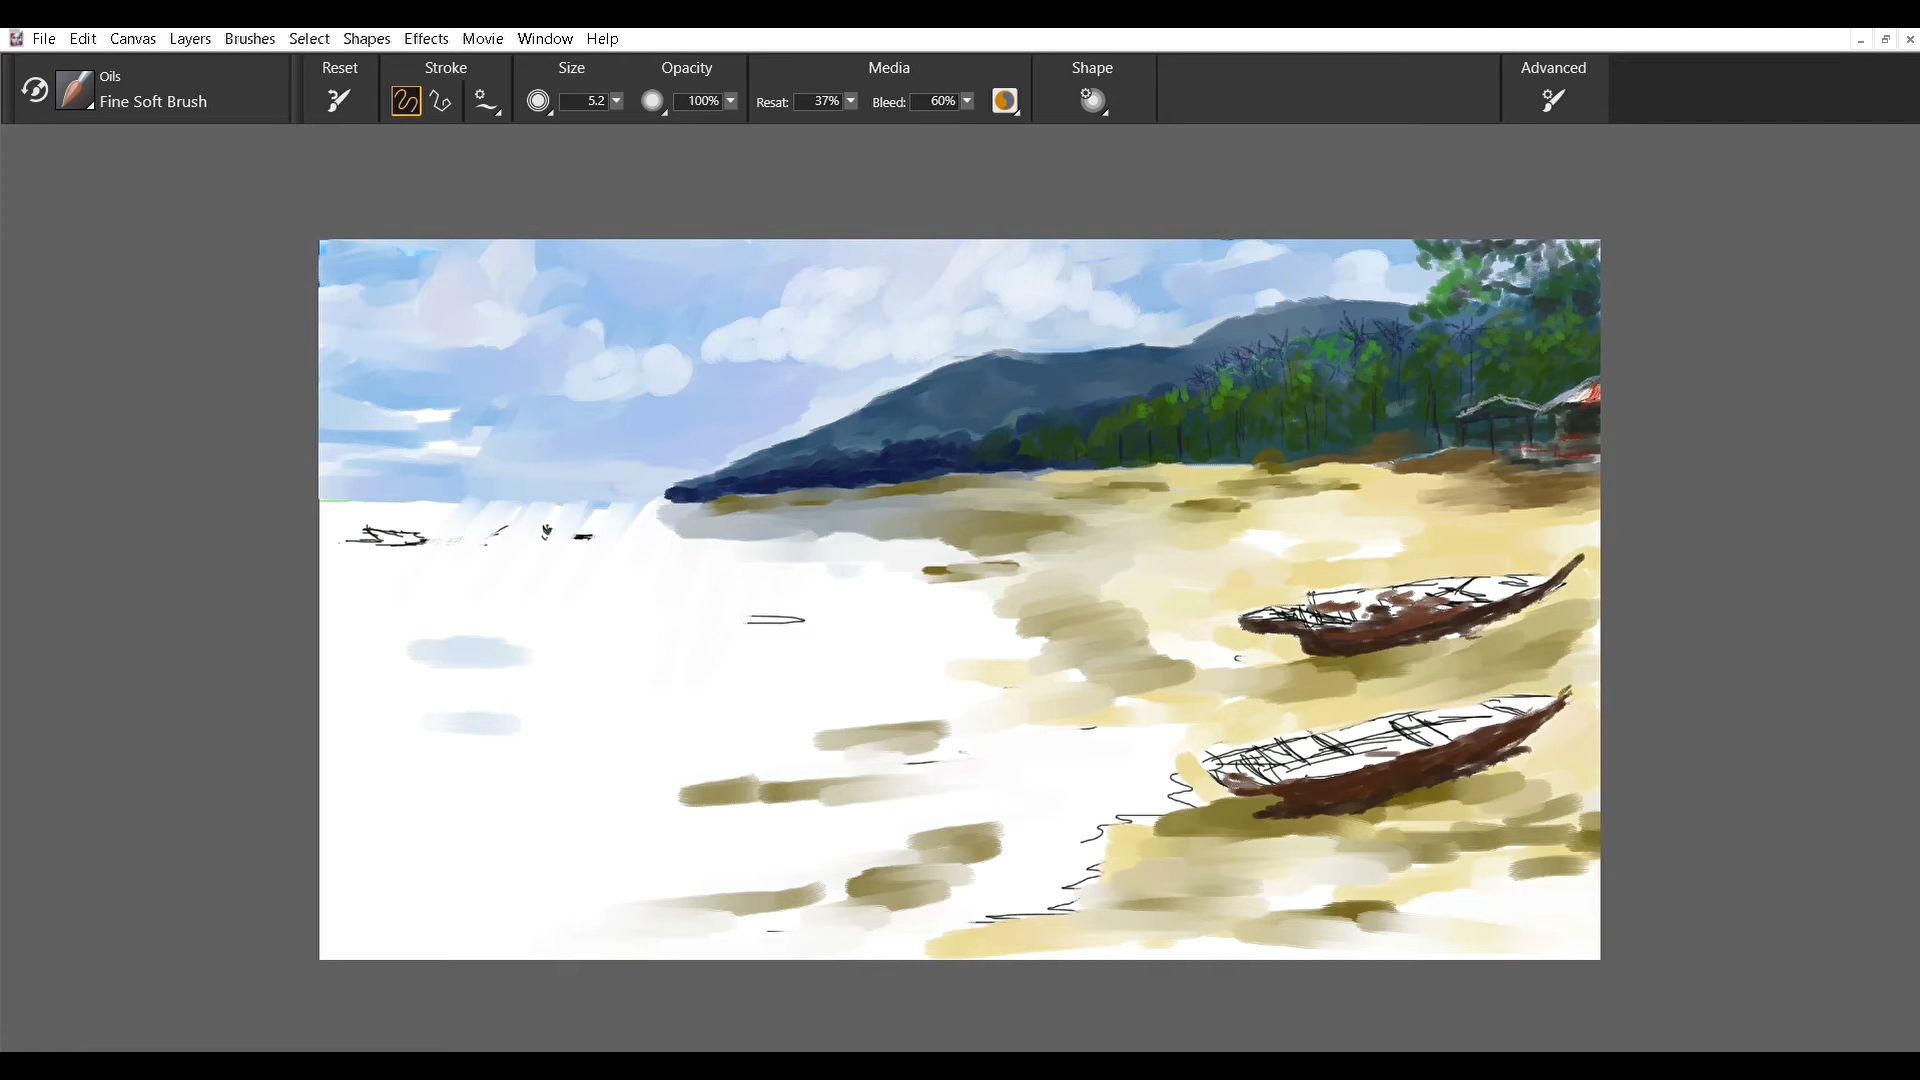 File Edit Canvas Layers Brushes Select Shapes Effects Movie Window Help
Reset Stroke Size Opacity Media Shape Advanced
Oils
Fine Soft Brush
5.2 100% Resat: 37% Bleed: 60%